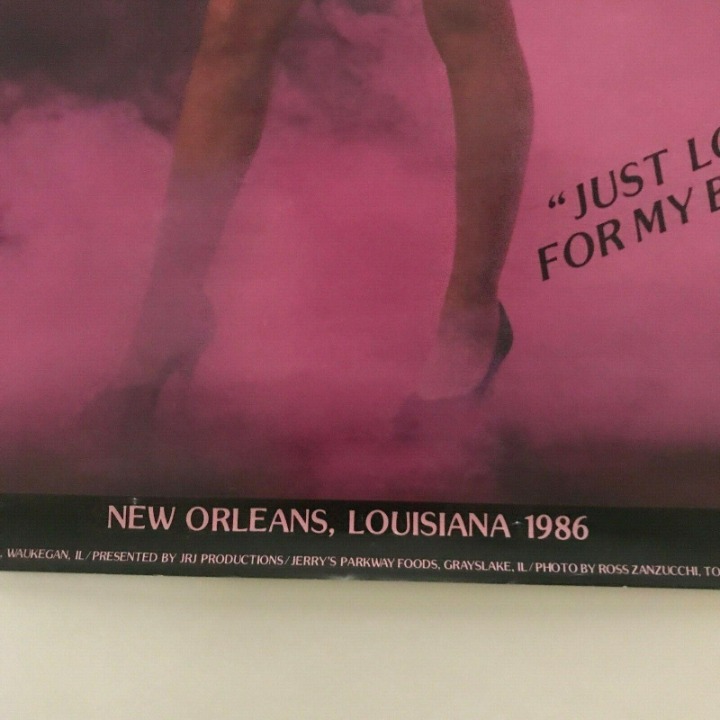 "JUST
FOR MY
NEW ORLEANS, LOUISIANA 1986
WAUKEGAN, IL/PRESENTED BY JRJ PRODUCTIONS/JERRY'S PARKWAY FOODS, GRAYSLAKE, IL/PHOTO BY ROSS ZANZUCCHI,